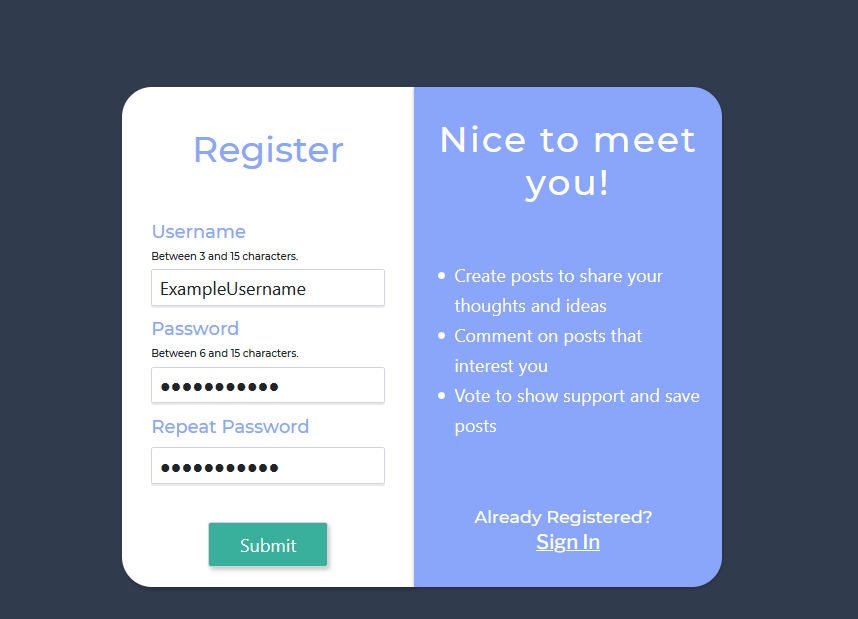 Register
Username
Between 3 and 15 characters.
ExampleUsername
Password
Between 6 and 15 characters.
●●●●●●●●●●●
Repeat Password
●●●●●●●●●●●
Submit
Nice to meet
you!
• Create posts to share your
thoughts and ideas
• Comment on posts that
interest you
• Vote to show support and save
posts
Already Registered?
Sign In